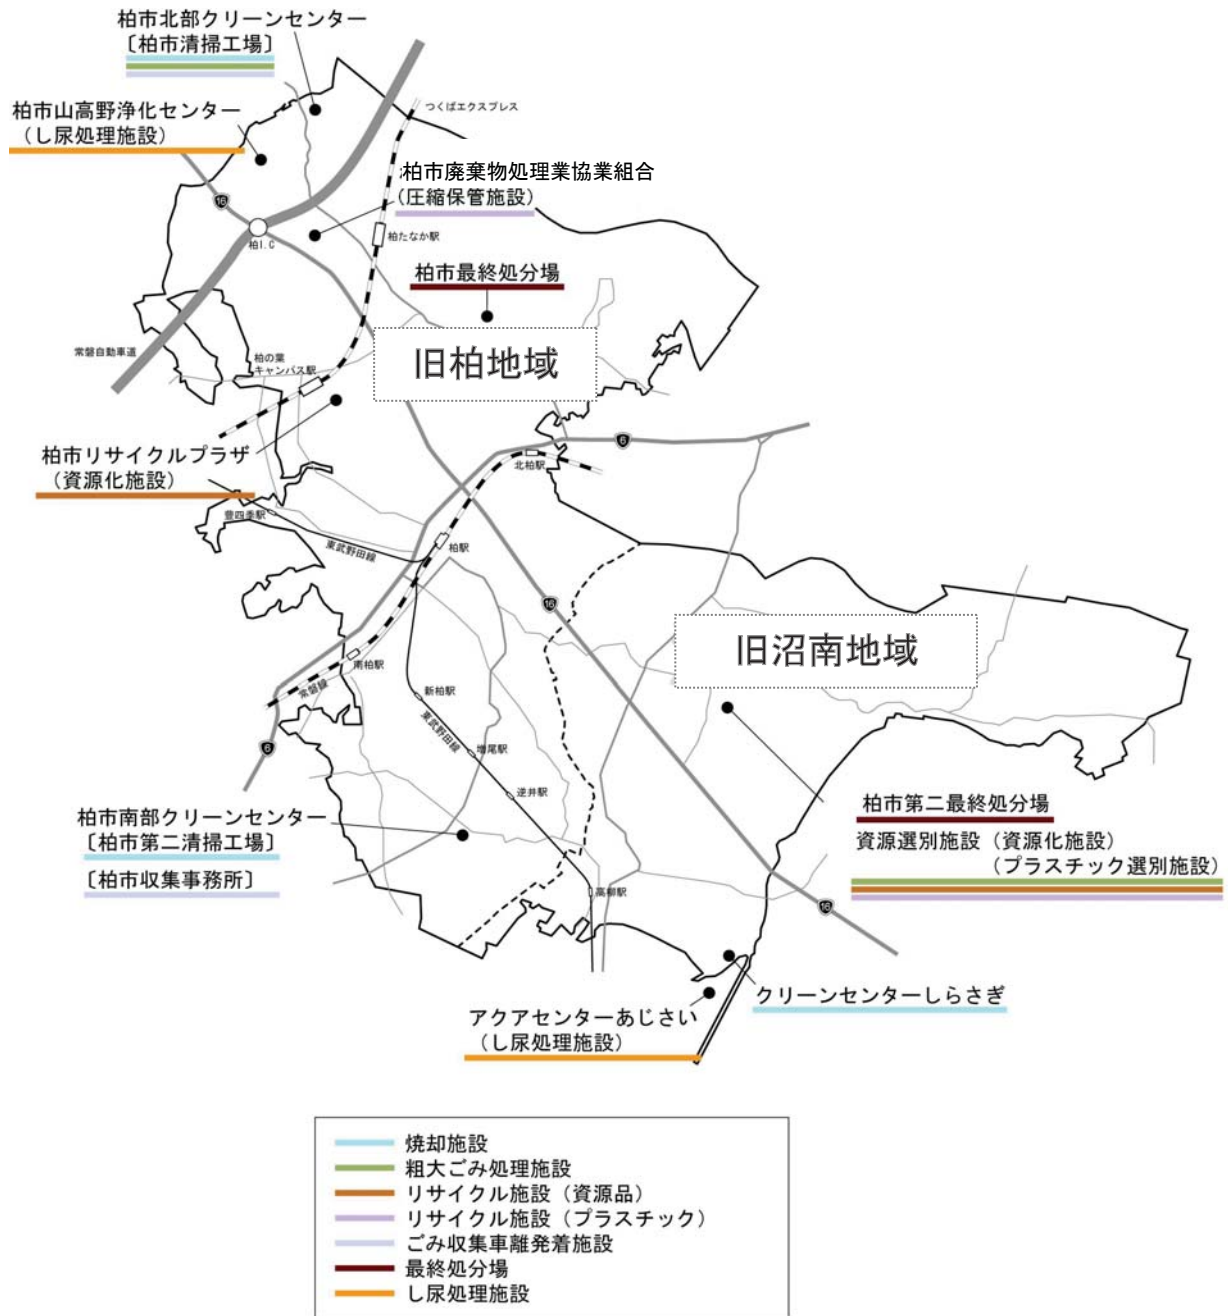 柏市北部クリーンセンター
〔柏市清掃工場〕
柏市山高野浄化センター
（し尿処理施設）
つくばエクスプレス
柏市廃棄物処理業協業組合
（圧縮保管施設）
16
柏I.C
柏たなか駅
柏市最終処分場
常磐自動車道
柏の葉
キャンパス駅
旧柏地域
柏市リサイクルプラザ
（資源化施設）
6
北柏駅
豊四季駅
東武野田線
柏駅
16
旧沼南地域
南柏駅
常磐線
新柏駅
東武野田線
増尾駅
6
逆井駅
柏市南部クリーンセンター
〔柏市第二清掃工場〕
〔柏市収集事務所〕
柏市第二最終処分場
資源選別施設（資源化施設）
（プラスチック選別施設）
高柳駅
16
クリーンセンターしらさぎ
アクアセンターあじさい
（し尿処理施設）
焼却施設
粗大ごみ処理施設
リサイクル施設（資源品）
リサイクル施設（プラスチック）
ごみ収集車離発着施設
最終処分場
し尿処理施設